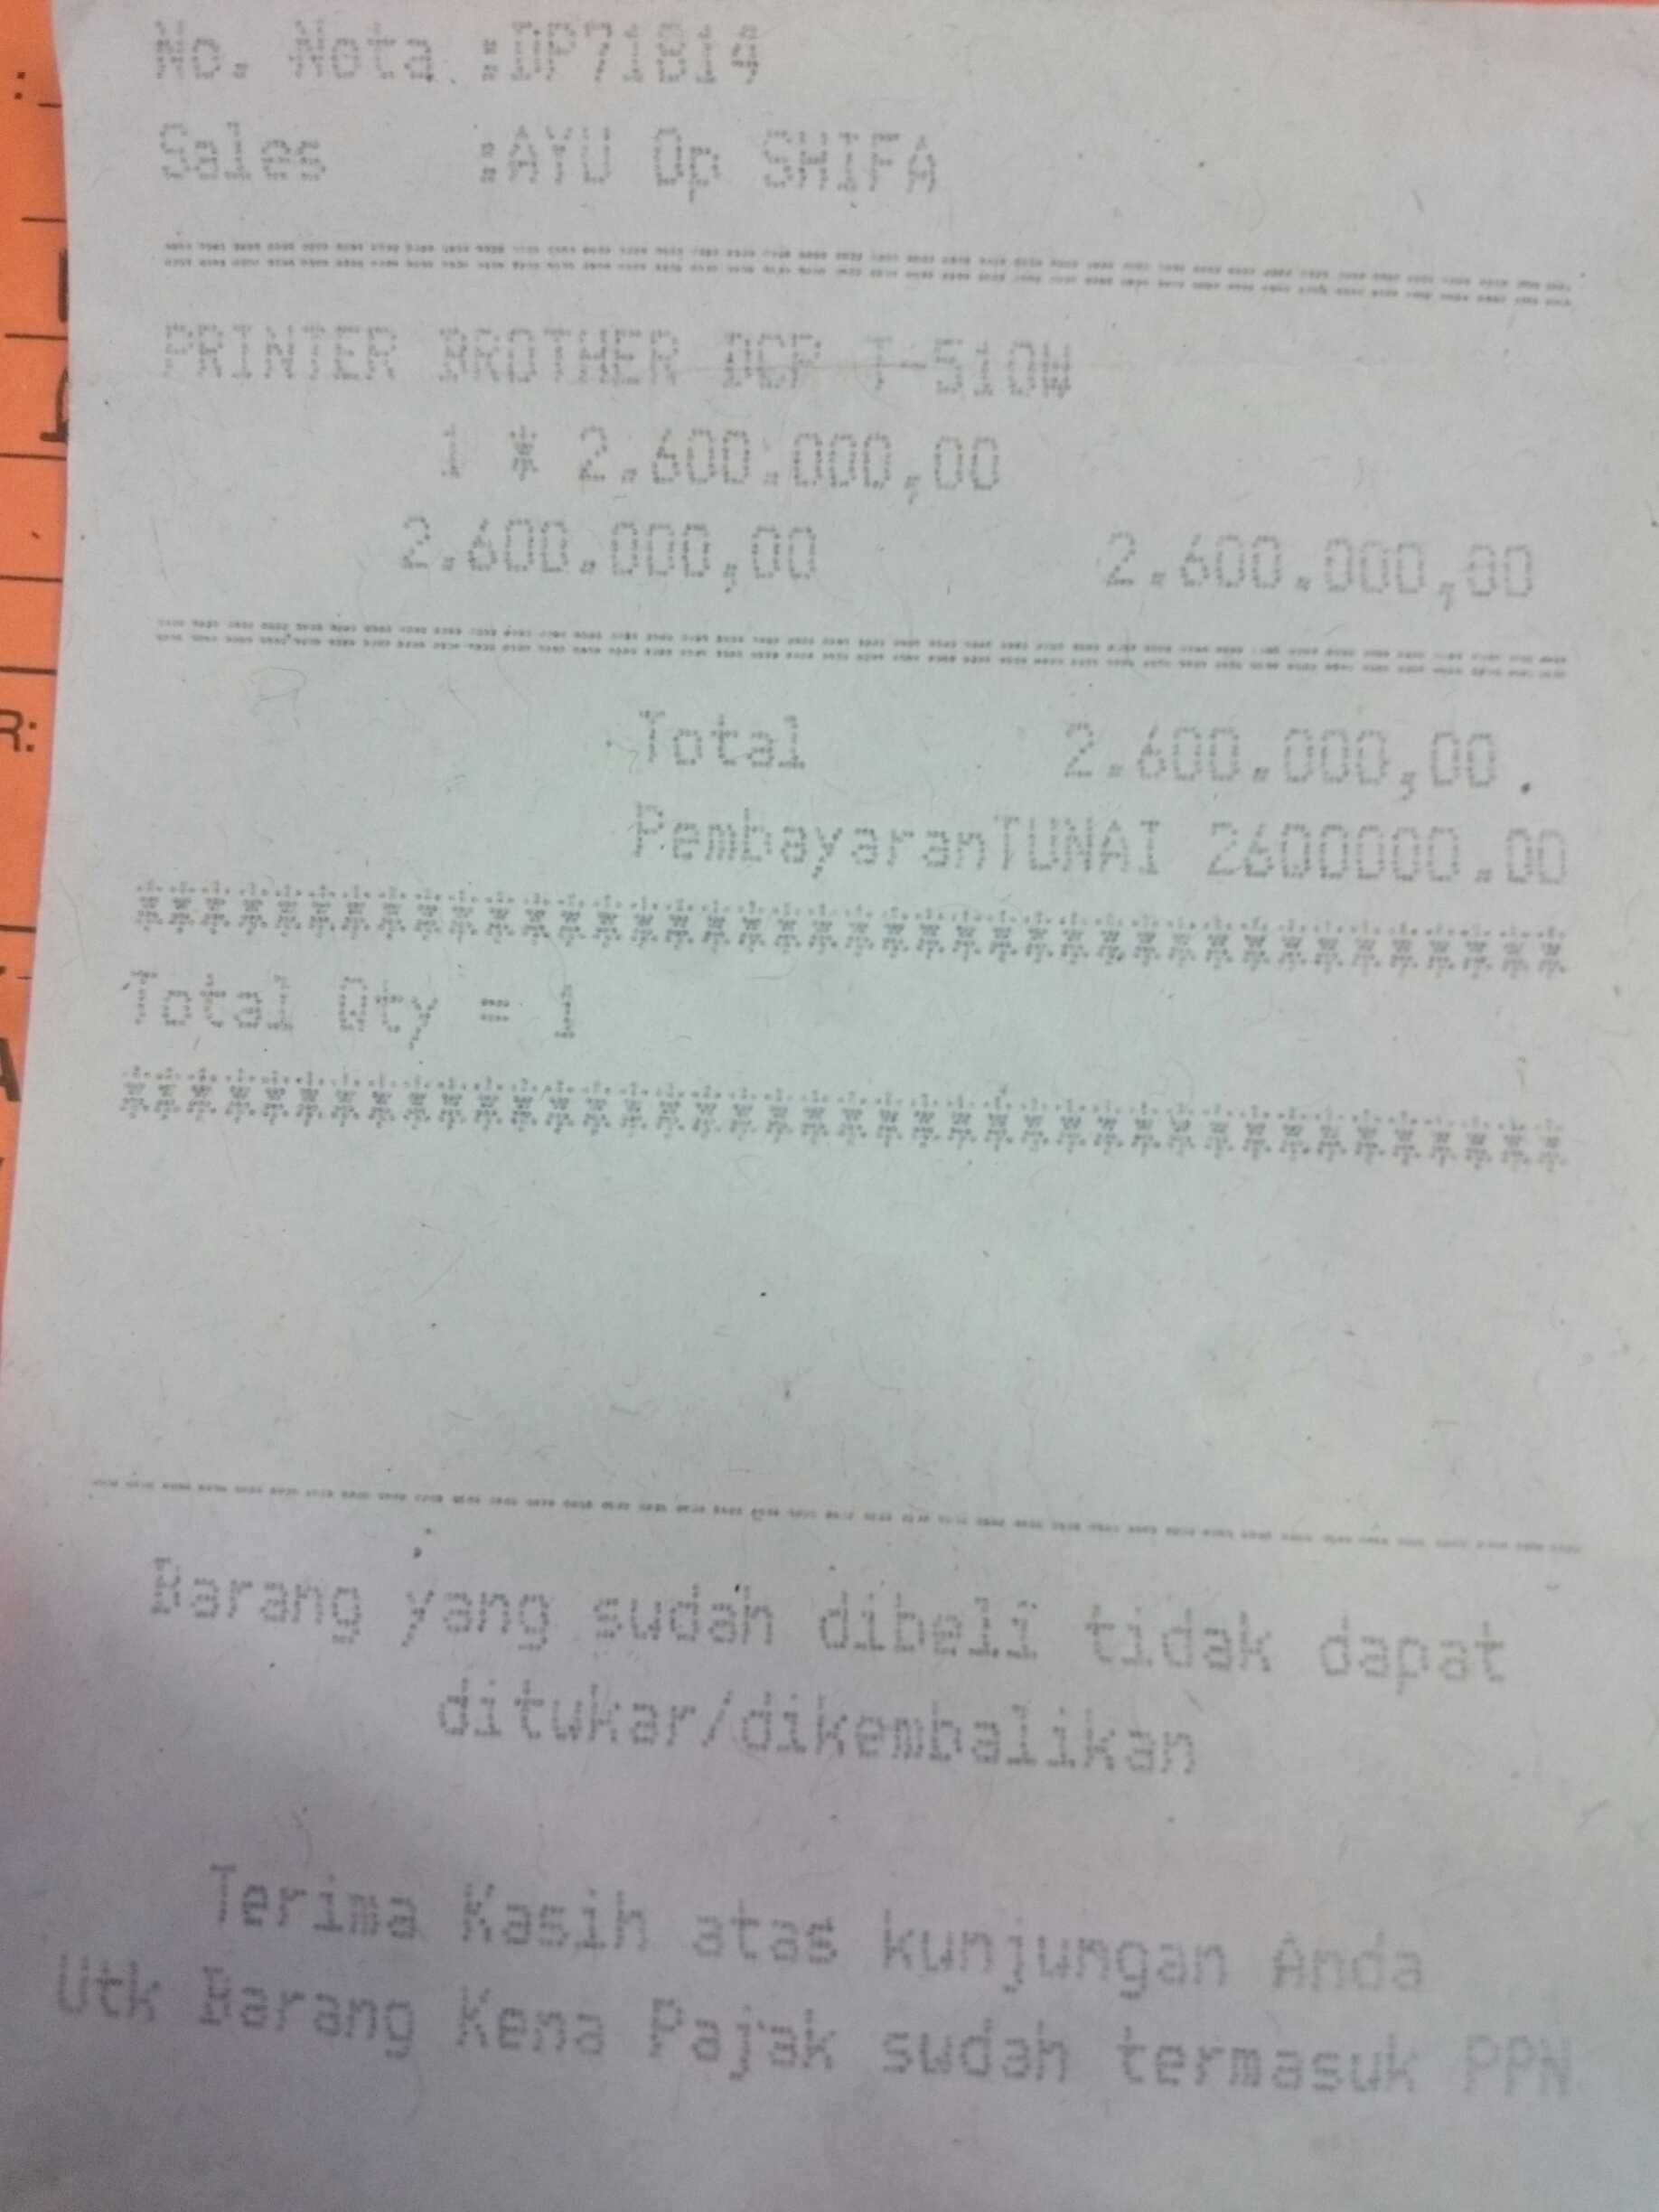 No. Nota :DP71814
Sales :AYU Op SHIFA
PRINTER BROTHER DCP T-510W
1 * 2.600.000,00
2.600.000,00 2.600.000,00
Total 2.600.000,00.
PembayaranTUNAI 2600000.00
****************************************
Total Qty = 1
****************************************
Barang yang sudah dibeli tidak dapat
ditukar/dikembalikan
Terima Kasih atas kunjungan Anda
Utk Barang Kena Pajak sudah termasuk PPN
R: